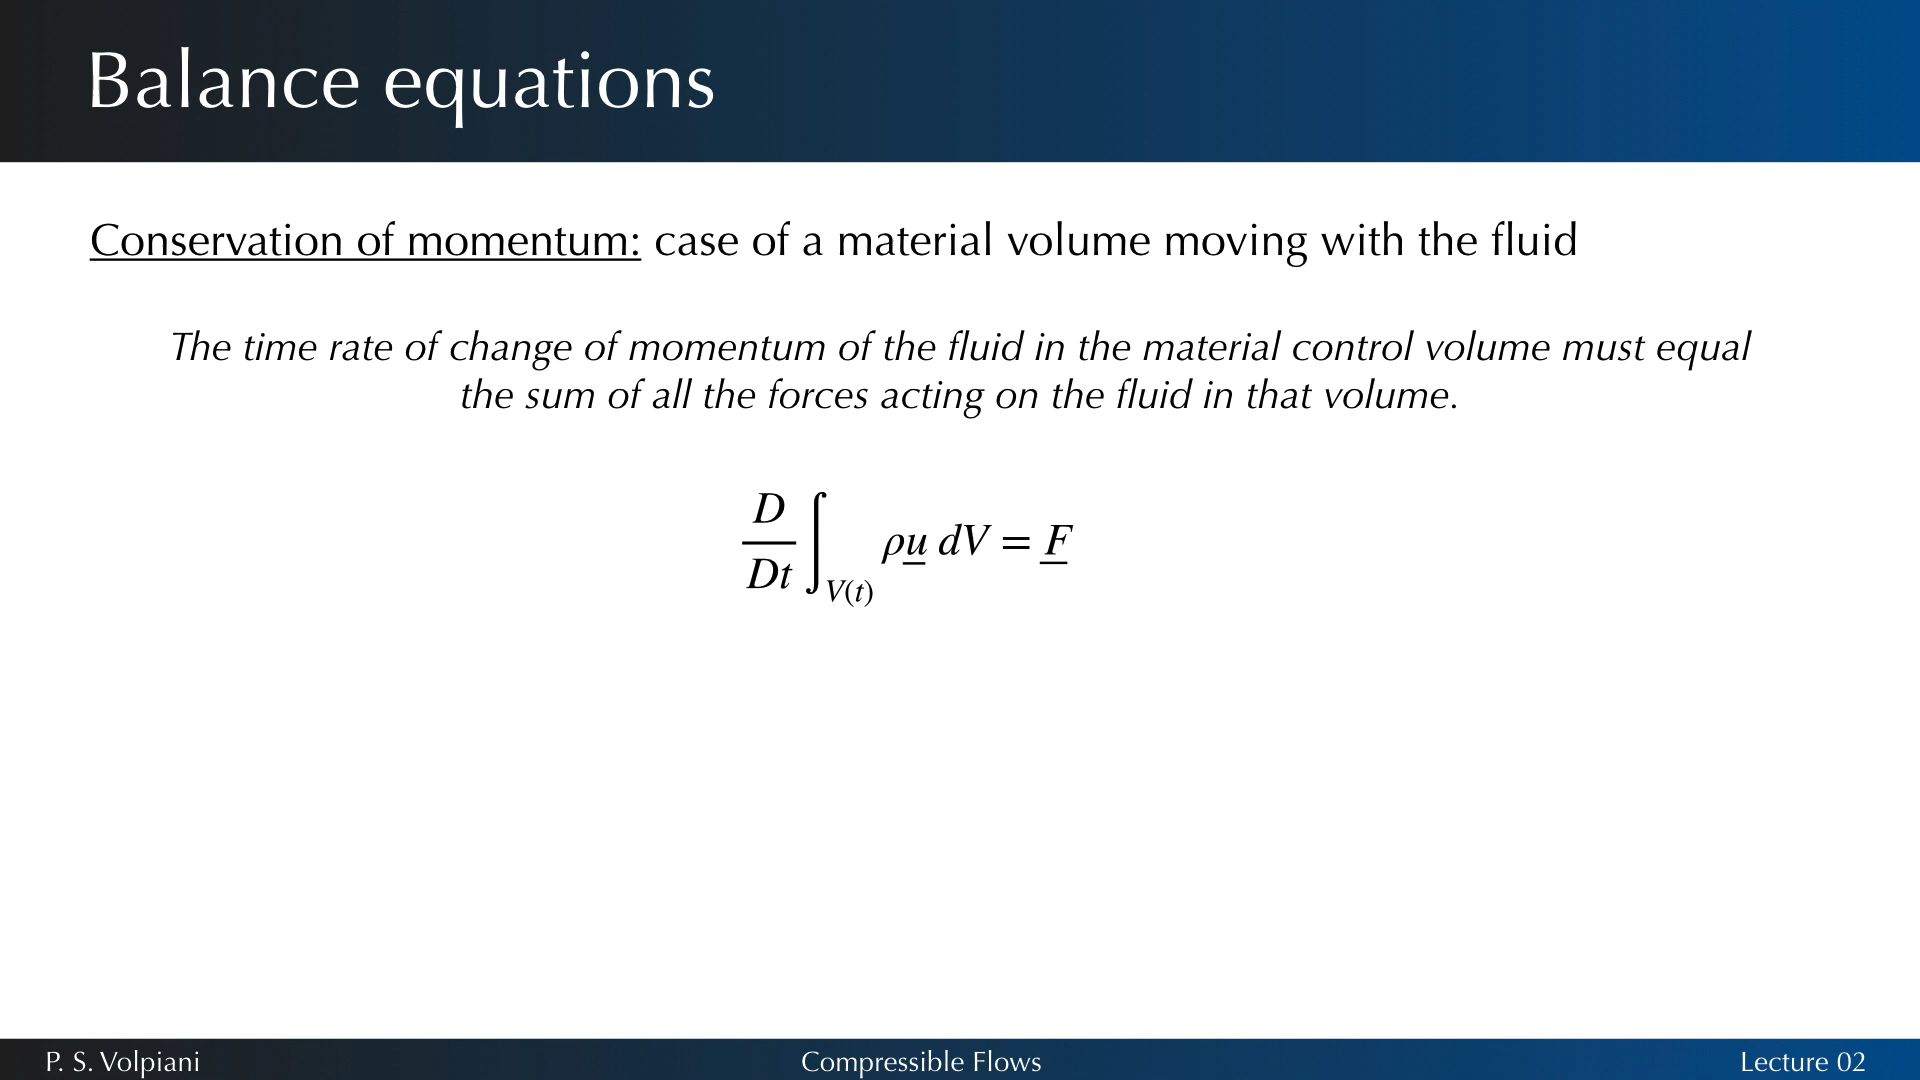 Balance equations
Conservation of momentum: case of a material volume moving with the fluid
The time rate of change of momentum of the fluid in the material control volume must equal
the sum of all the forces acting on the fluid in that volume.
D/Dt ∫_V(t) ρu dV = F
P. S. Volpiani
Compressible Flows
Lecture 02